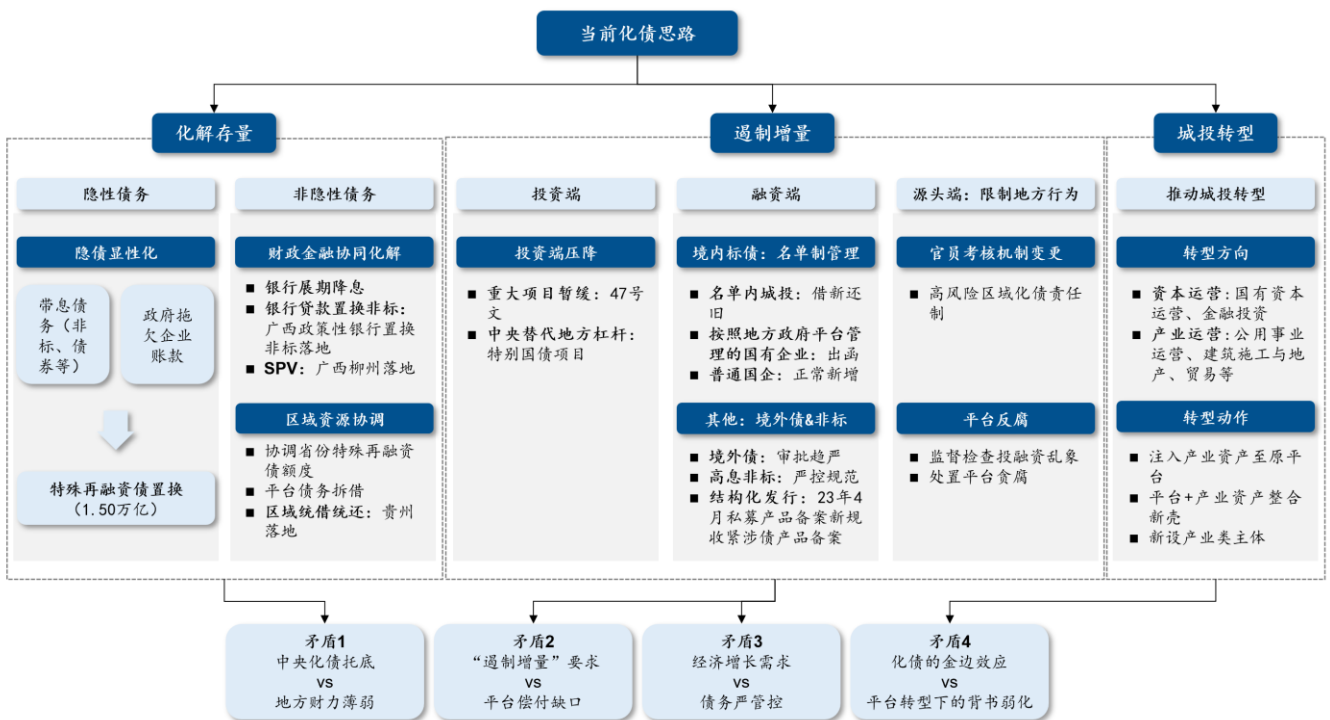 当前化债思路
化解存量
遏制增量
城投转型
隐性债务
隐债显性化
带息债
务（非
标、债
券等）
政府拖
欠企业
账款
特殊再融资债置换
（1.50万亿）
非隐性债务
财政金融协同化解
■ 银行展期降息
■ 银行贷款置换非标：
广西政策性银行置换
非标落地
■ SPV：广西柳州落地
区域资源协调
■ 协调省份特殊再融资
债额度
■ 平台债务拆借
■ 区域统借统还：贵州
落地
投资端
投资端压降
■ 重大项目暂缓：47号
文
■ 中央替代地方杠杆：
特别国债项目
融资端
境内标债：名单制管理
■ 名单内城投：借新还
旧
■ 按照地方政府平台管
理的国有企业：出函
■ 普通国企：正常新增
其他：境外债&非标
■ 境外债：审批趋严
■ 高息非标：严控规范
■ 结构化发行：23年4
月私募产品备案新规
收紧涉债产品备案
源头端：限制地方行为
官员考核机制变更
■ 高风险区域化债责任
制
平台反腐
■ 监督检查投融资乱象
■ 处置平台贪腐
推动城投转型
转型方向
■ 资本运营：国有资本
运营、金融投资
■ 产业运营：公用事业
运营、建筑施工与地
产、贸易等
转型动作
■ 注入产业资产至原平
台
■ 平台+产业资产整合
新壳
■ 新设产业类主体
矛盾1
中央化债托底
vs
地方财力薄弱
矛盾2
“遏制增量”要求
vs
平台偿付缺口
矛盾3
经济增长需求
vs
债务严管控
矛盾4
化债的金边效应
vs
平台转型下的背书弱化